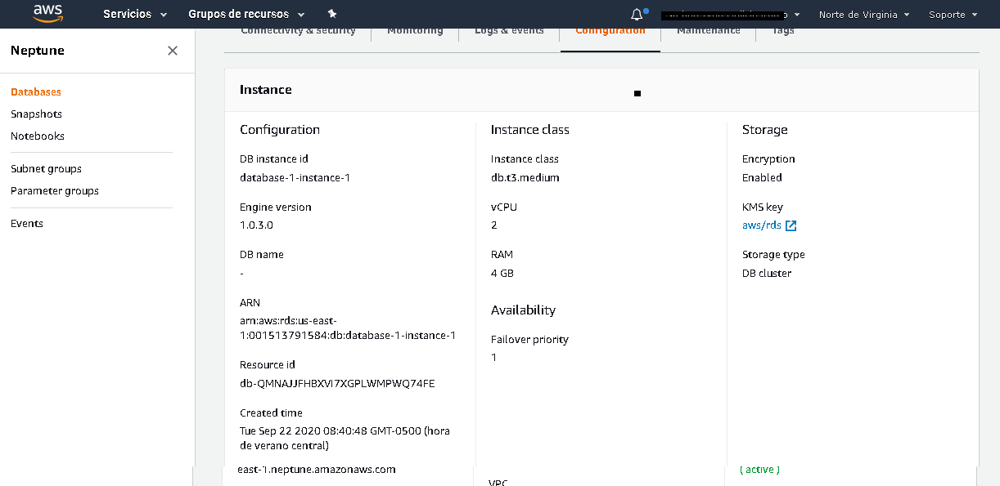 aws
Servicios
Grupos de recursos
Norte de Virginia
Soporte
Neptune
Databases
Snapshots
Notebooks
Subnet groups
Parameter groups
Events
Connectivity & security
Monitoring
Logs & events
Configuration
Maintenance
Tags
Instance
Configuration
DB instance id
database-1-instance-1
Engine version
1.0.3.0
DB name
-
ARN
arn:aws:rds:us-east-
1:001513791584:db:database-1-instance-1
Resource id
db-QMNAJJFHBXVI7XGPLWMPWQ74FE
Created time
Tue Sep 22 2020 08:40:48 GMT-0500 (hora
de verano central)
east-1.neptune.amazonaws.com
Instance class
Instance class
db.t3.medium
vCPU
2
RAM
4 GB
Availability
Failover priority
1
VPC
Storage
Encryption
Enabled
KMS key
aws/rds
Storage type
DB cluster
( active )